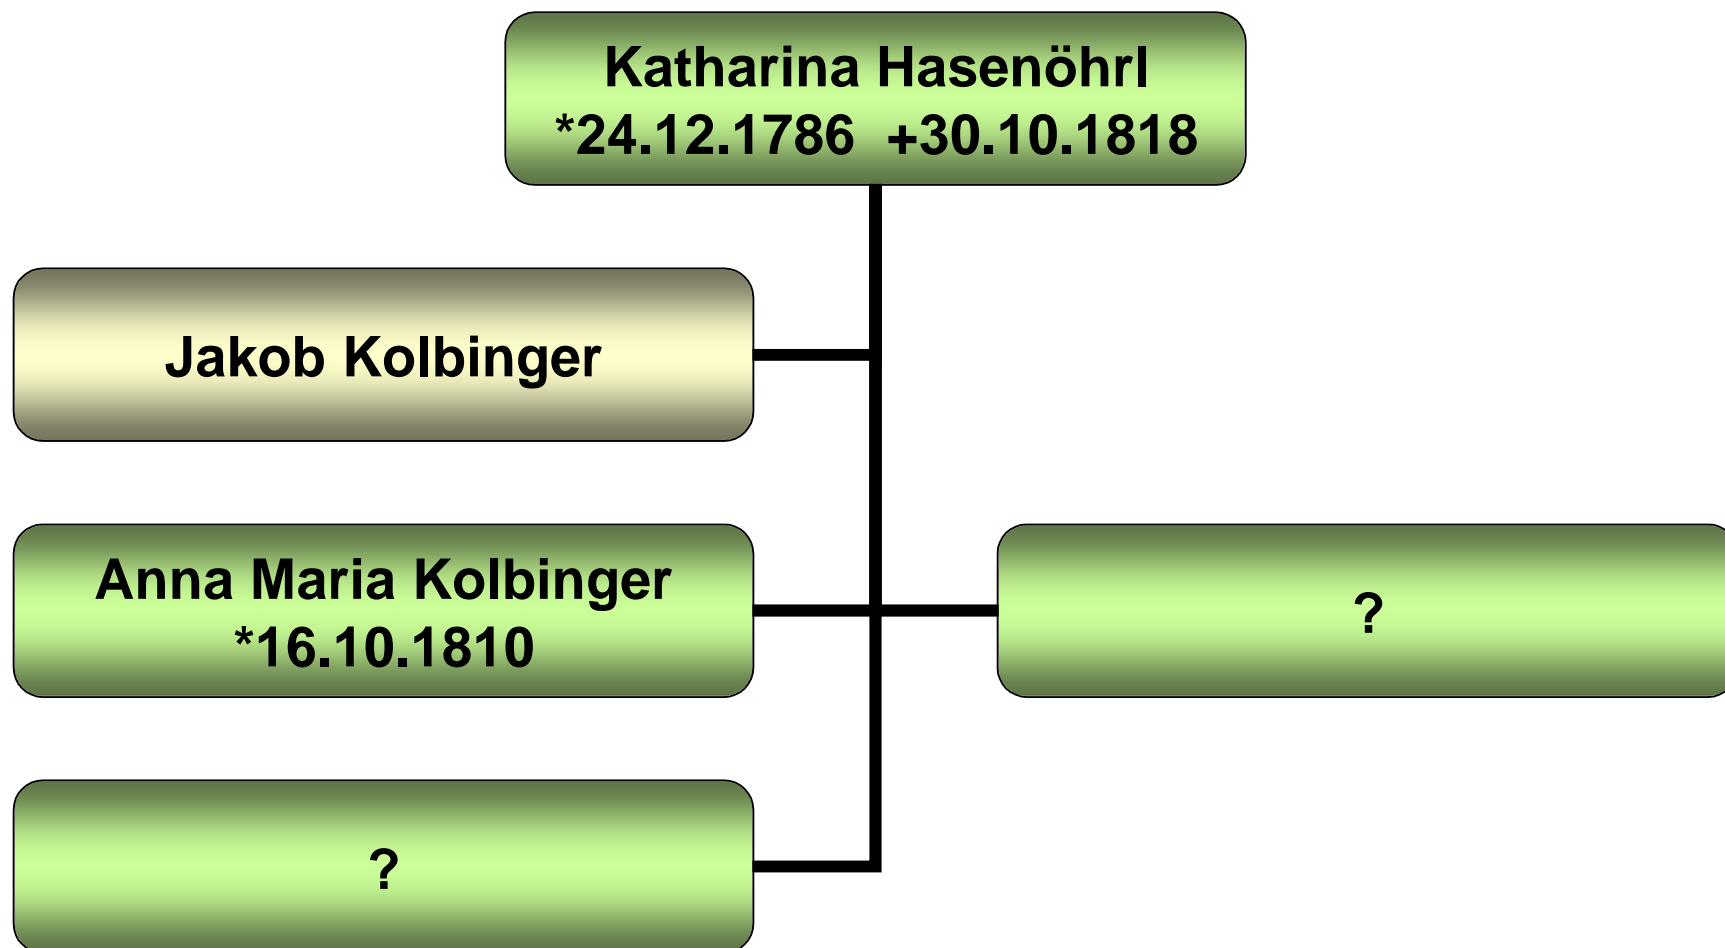 Katharina Hasenöhrl
*24.12.1786  +30.10.1818
Jakob Kolbinger
Anna Maria Kolbinger
*16.10.1810
?
?